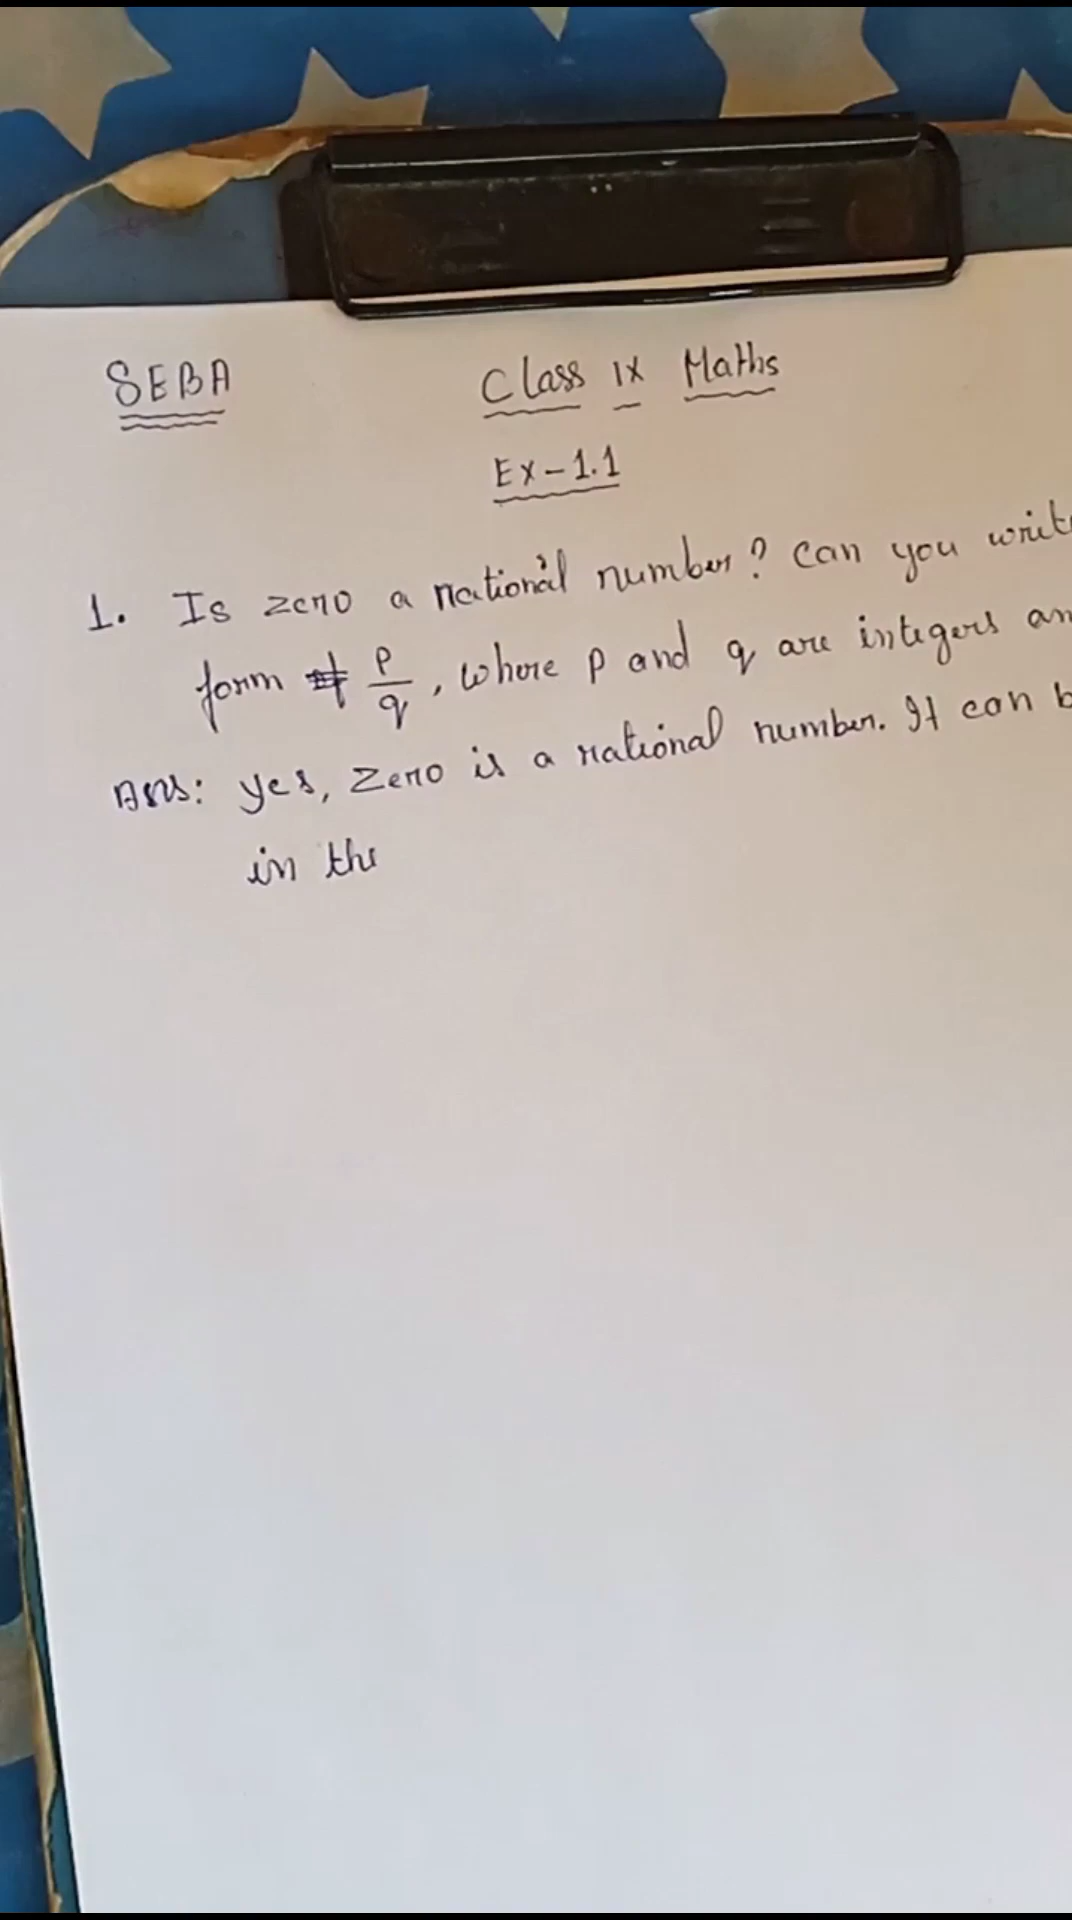 SEBA Class IX Maths
Ex-1.1
1. Is zero a rational number? Can you
form p/q, where p and q are integers
Ans: yes, zero is a rational number. It can
in the